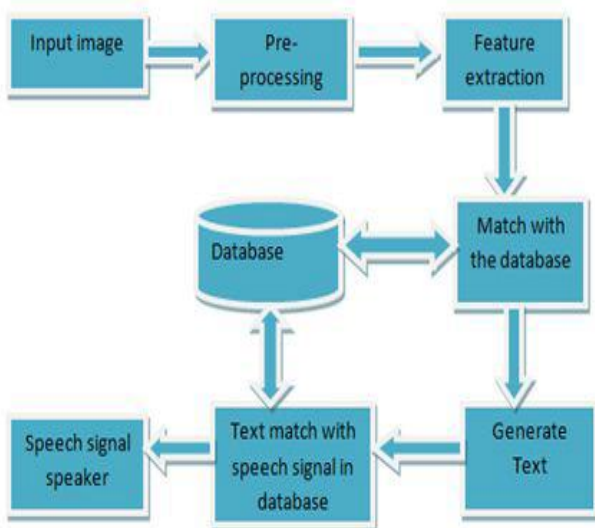 Input image
Pre-
processing
Feature
extraction
Match with
the database
Database
Generate
Text
Text match with
speech signal in
database
Speech signal
speaker